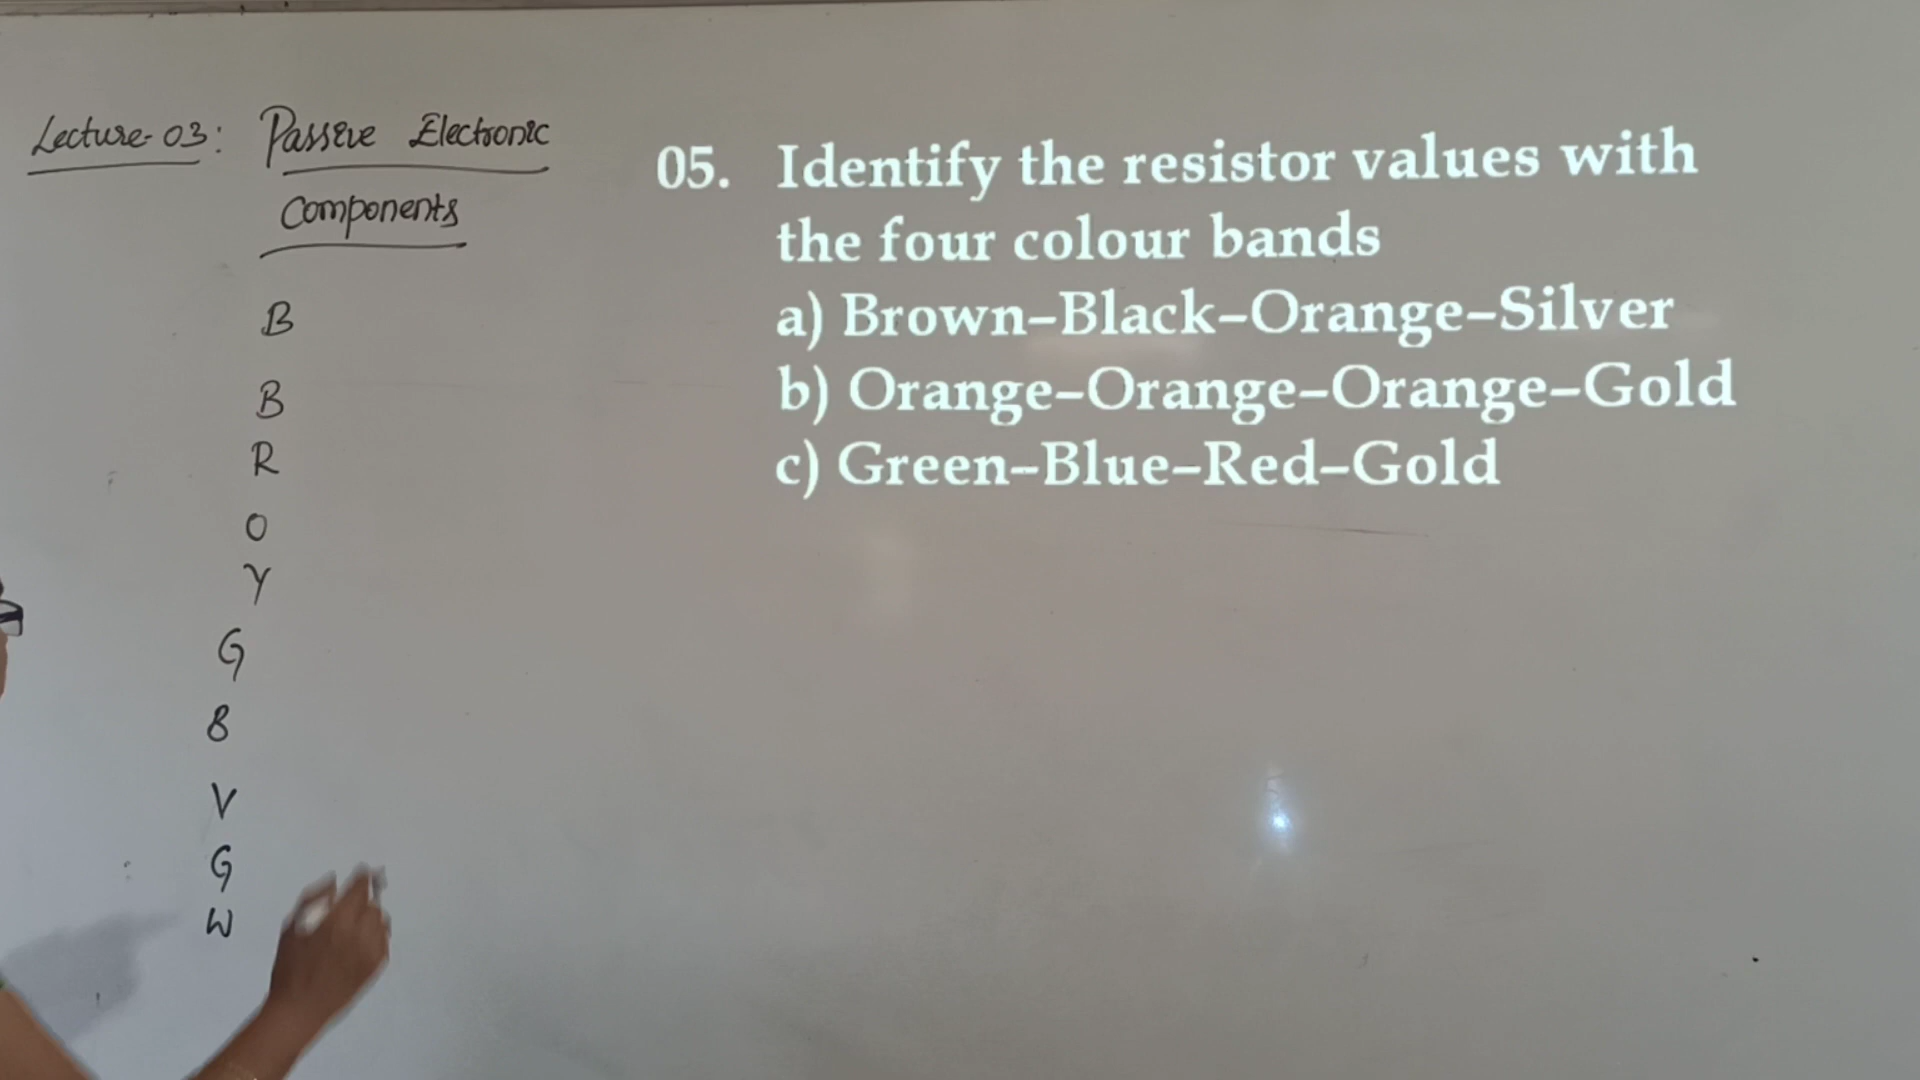 Lecture-03: Passive Electronic
Components
B
B
R
O
Y
G
B
V
G
W
05. Identify the resistor values with
the four colour bands
a) Brown–Black–Orange–Silver
b) Orange–Orange–Orange–Gold
c) Green–Blue–Red–Gold